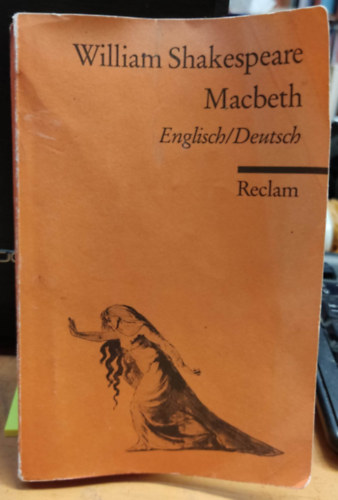 William Shakespeare
Macbeth
Englisch/Deutsch
Reclam